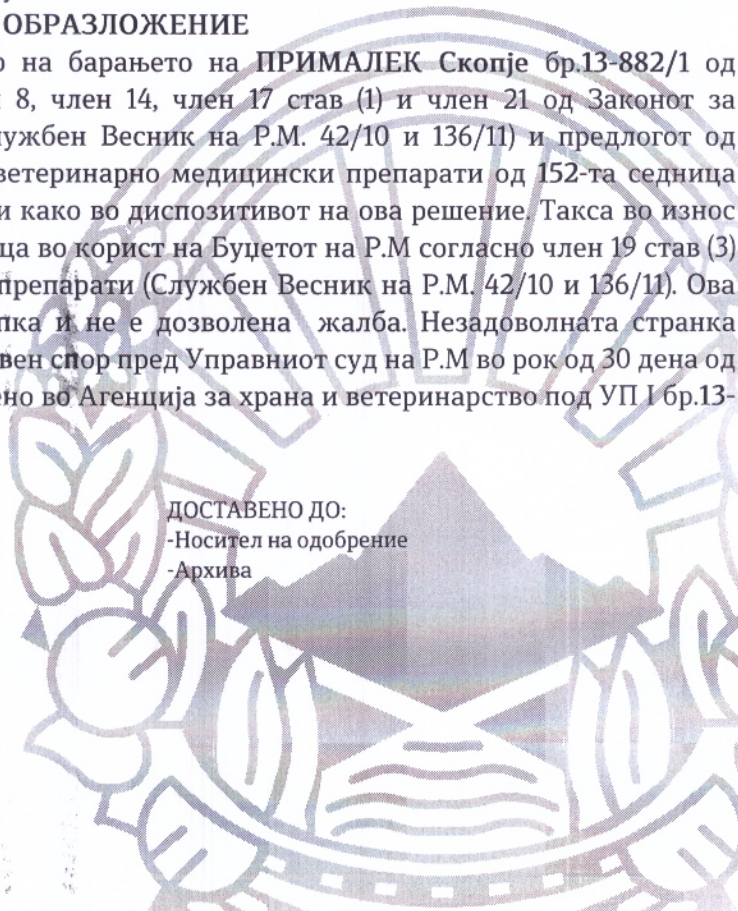 ОБРАЗЛОЖЕНИЕ
на барањето на ПРИМАЛЕК Скопје бр.13-882/1 од
8, член 14, член 17 став (1) и член 21 од Законот за
Весник на Р.М. 42/10 и 136/11) и предлогот од
ветеринарно медицински препарати од 152-та седница
како во диспозитивот на ова решение. Такса во износ
во корист на Буџетот на Р.М согласно член 19 став (3)
препарати (Службен Весник на Р.М. 42/10 и 136/11). Ова
и не е дозволена жалба. Незадоволната странка
спор пред Управниот суд на Р.М во рок од 30 дена од
во Агенција за храна и ветеринарство под УП I бр.13-
ДОСТАВЕНО ДО:
-Носител на одобрение
-Архива